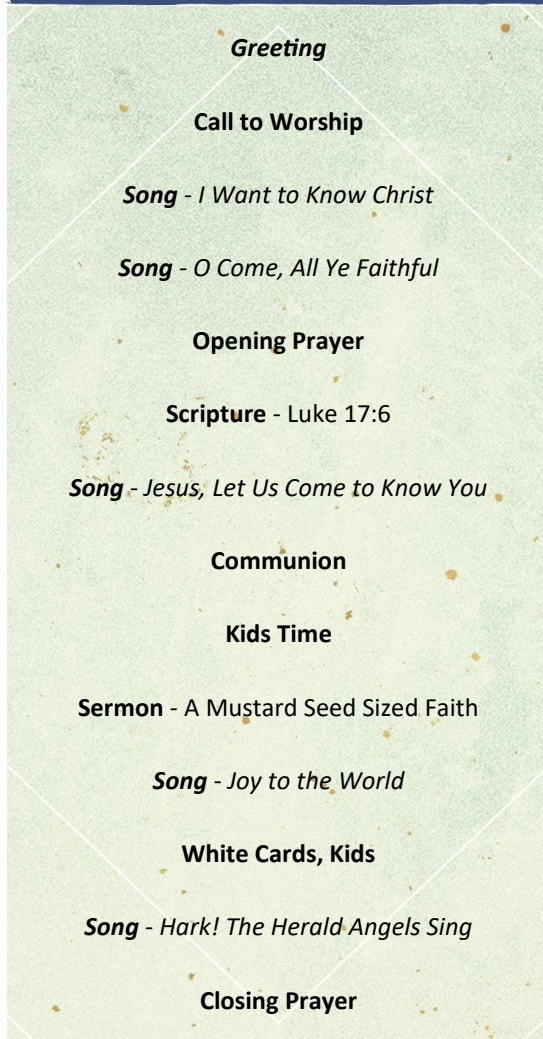 Greeting
Call to Worship
Song - I Want to Know Christ
Song - O Come, All Ye Faithful
Opening Prayer
Scripture - Luke 17:6
Song - Jesus, Let Us Come to Know You
Communion
Kids Time
Sermon - A Mustard Seed Sized Faith
Song - Joy to the World
White Cards, Kids
Song - Hark! The Herald Angels Sing
Closing Prayer